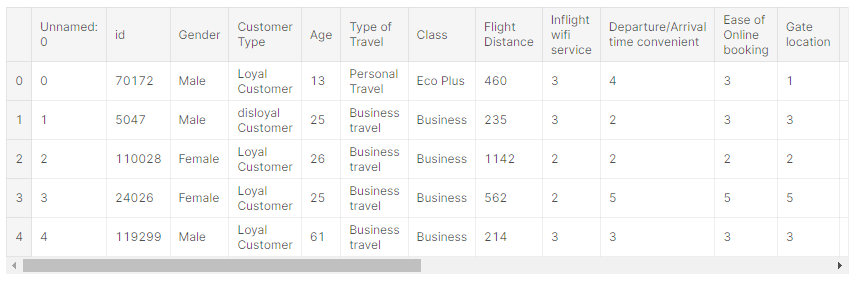 Unnamed: 0 id Gender Customer Type Age Type of Travel Class Flight Distance Inflight wifi service Departure/Arrival time convenient Ease of Online booking Gate location
0 0 70172 Male Loyal Customer 13 Personal Travel Eco Plus 460 3 4 3 1
1 1 5047 Male disloyal Customer 25 Business travel Business 235 3 2 3 3
2 2 110028 Female Loyal Customer 26 Business travel Business 1142 2 2 2 2
3 3 24026 Female Loyal Customer 25 Business travel Business 562 2 5 5 5
4 4 119299 Male Loyal Customer 61 Business travel Business 214 3 3 3 3